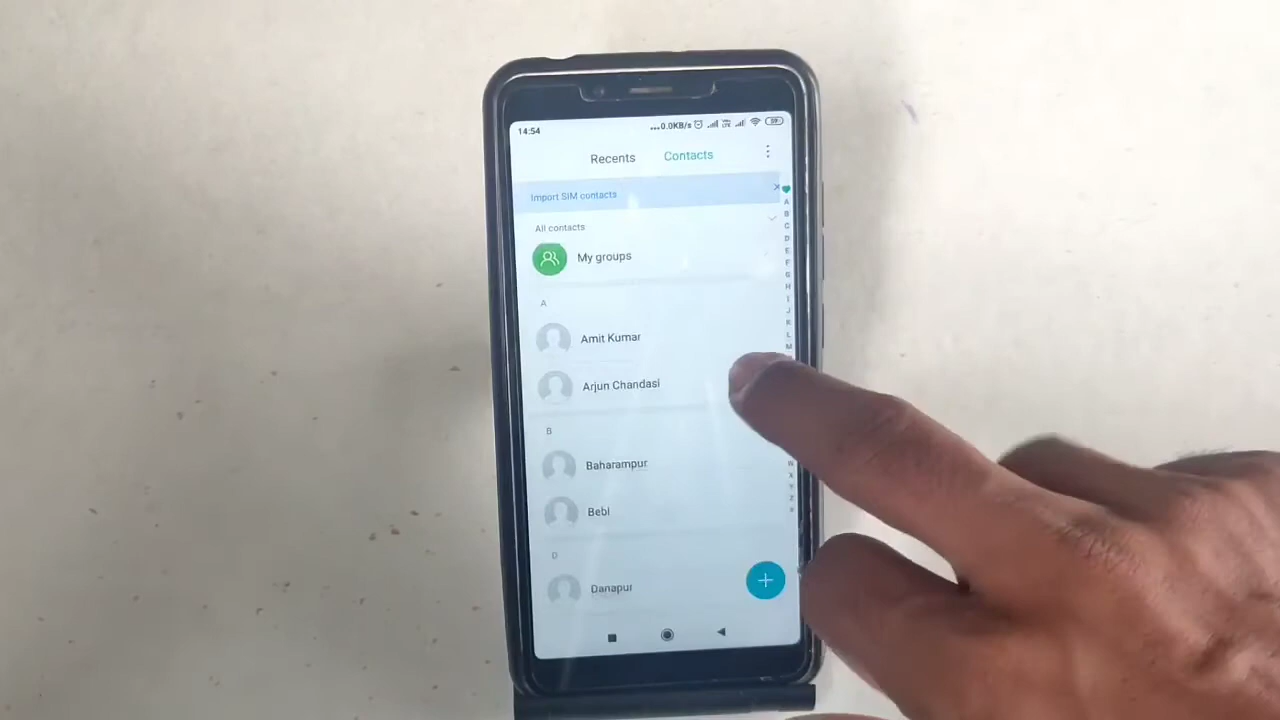 14:54
...0.0KB/s
Recents Contacts
Import SIM contacts
All contacts
My groups
A
Amit Kumar
Arjun Chandasi
B
Baharampur
Bebi
D
Danapur
A
B
C
D
E
F
G
H
I
J
K
L
M
W
X
Y
Z
#